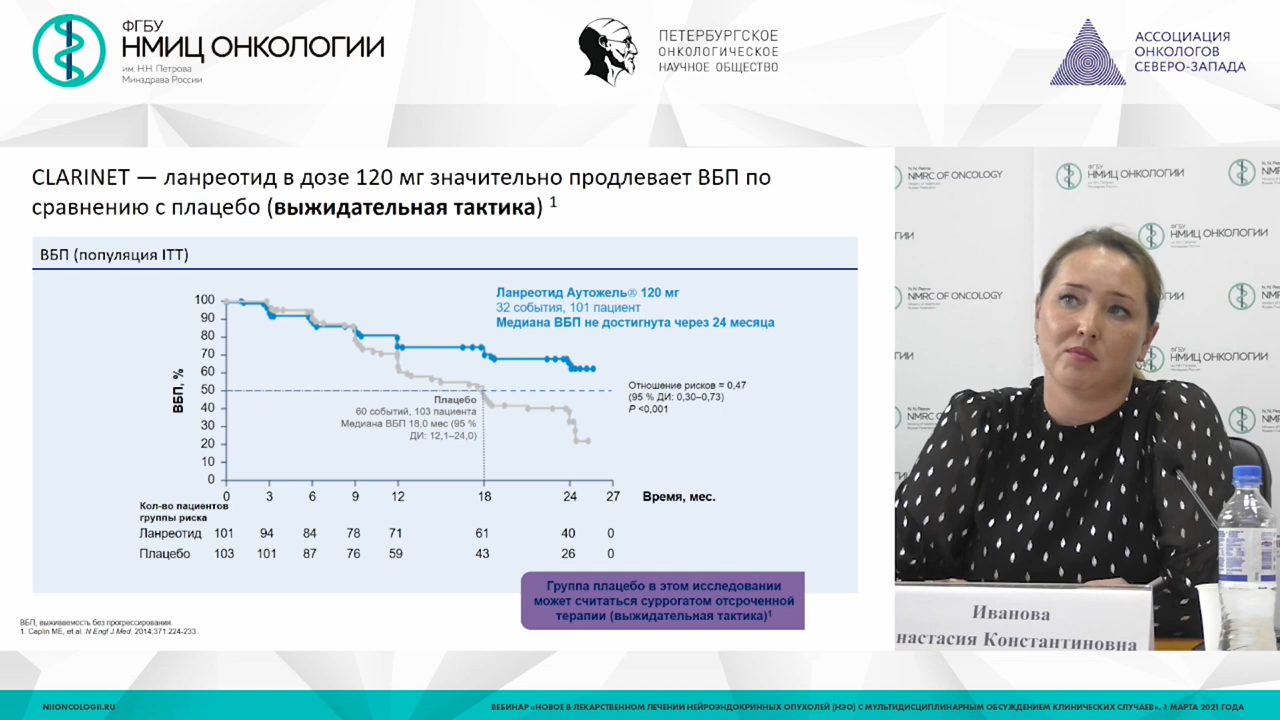 ФГБУ
НМИЦ ОНКОЛОГИИ
им. Н.Н. Петрова
Минздрава России
ПЕТЕРБУРГСКОЕ
ОНКОЛОГИЧЕСКОЕ
НАУЧНОЕ ОБЩЕСТВО
АССОЦИАЦИЯ
ОНКОЛОГОВ
СЕВЕРО-ЗАПАДА
CLARINET — ланреотид в дозе 120 мг значительно продлевает ВБП по
сравнению с плацебо (выжидательная тактика) 1
ВБП (популяция ITT)
ВБП, %
100
90
80
70
60
50
40
30
20
10
0
Ланреотид Аутожель® 120 мг
32 события, 101 пациент
Медиана ВБП не достигнута через 24 месяца
Отношение рисков = 0,47
(95 % ДИ: 0,30–0,73)
P <0,001
Плацебо
60 событий, 103 пациента
Медиана ВБП 18,0 мес (95 %
ДИ: 12,1–24,0)
0 3 6 9 12 18 24 27 Время, мес.
Кол-во пациентов
группы риска
Ланреотид 101 94 84 78 71 61 40 0
Плацебо 103 101 87 76 59 43 26 0
Группа плацебо в этом исследовании
может считаться суррогатом отсроченной
терапии (выжидательная тактика)1
ВБП, выживаемость без прогрессирования.
1. Caplin ME, et al. N Engl J Med. 2014;371:224-233.
NMRC OF ONCOLOGY
ФГБУ
НМИЦ ОНКОЛОГИИ
НМИЦ ОНКОЛОГИИ
NMRC OF ONCOLOGY
НМИЦ ОНКОЛОГИИ
Иванова
настасия Константиновна
NIIONCOLOGII.RU
ВЕБИНАР «НОВОЕ В ЛЕКАРСТВЕННОМ ЛЕЧЕНИИ НЕЙРОЭНДОКРИННЫХ ОПУХОЛЕЙ (НЭО) С МУЛЬТИДИСЦИПЛИНАРНЫМ ОБСУЖДЕНИЕМ КЛИНИЧЕСКИХ СЛУЧАЕВ». 1 МАРТА 2021 ГОДА